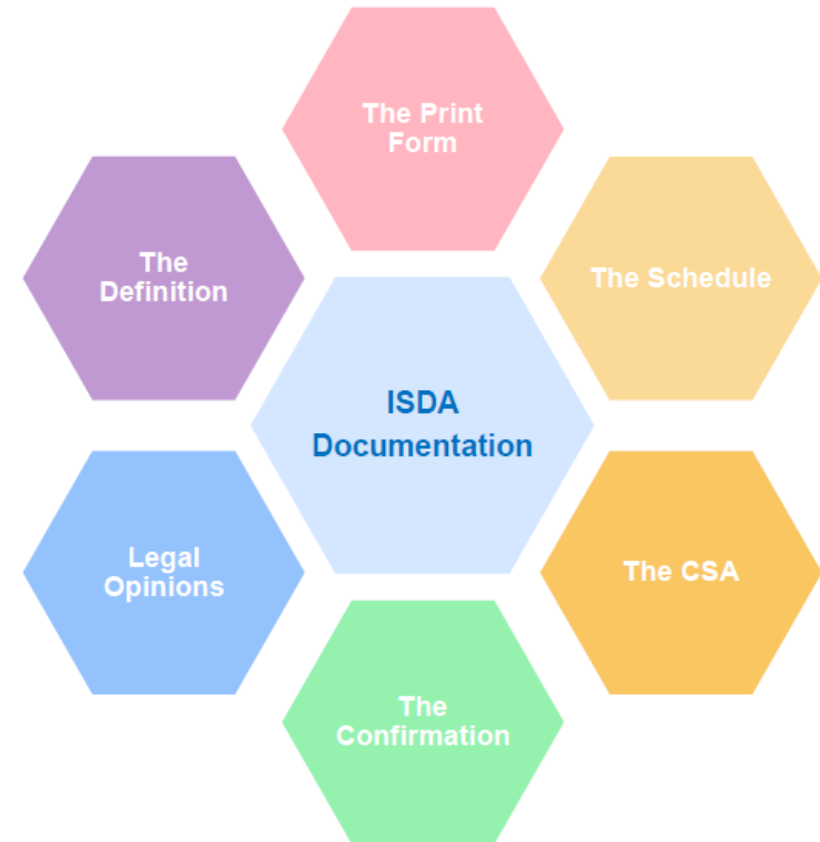 The Print
Form
The
Definition
The Schedule
ISDA
Documentation
Legal
Opinions
The CSA
The
Confirmation